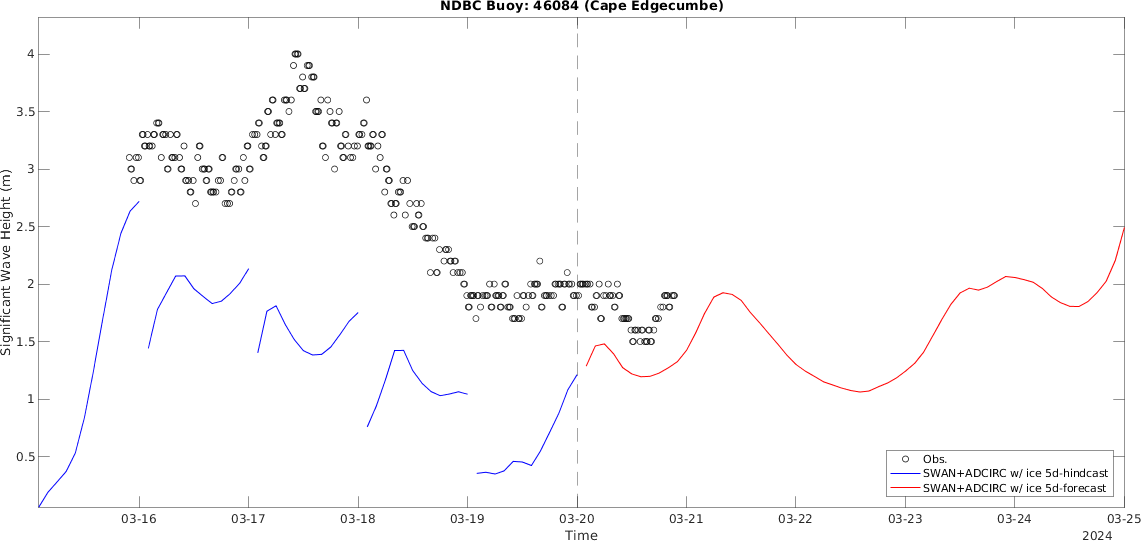 NDBC Buoy: 46084 (Cape Edgecumbe)
Significant Wave Height (m)
4
3.5
3
2.5
2
1.5
1
0.5
Obs.
SWAN+ADCIRC w/ ice 5d-hindcast
SWAN+ADCIRC w/ ice 5d-forecast
03-16 03-17 03-18 03-19 03-20 03-21 03-22 03-23 03-24 03-25
Time
2024